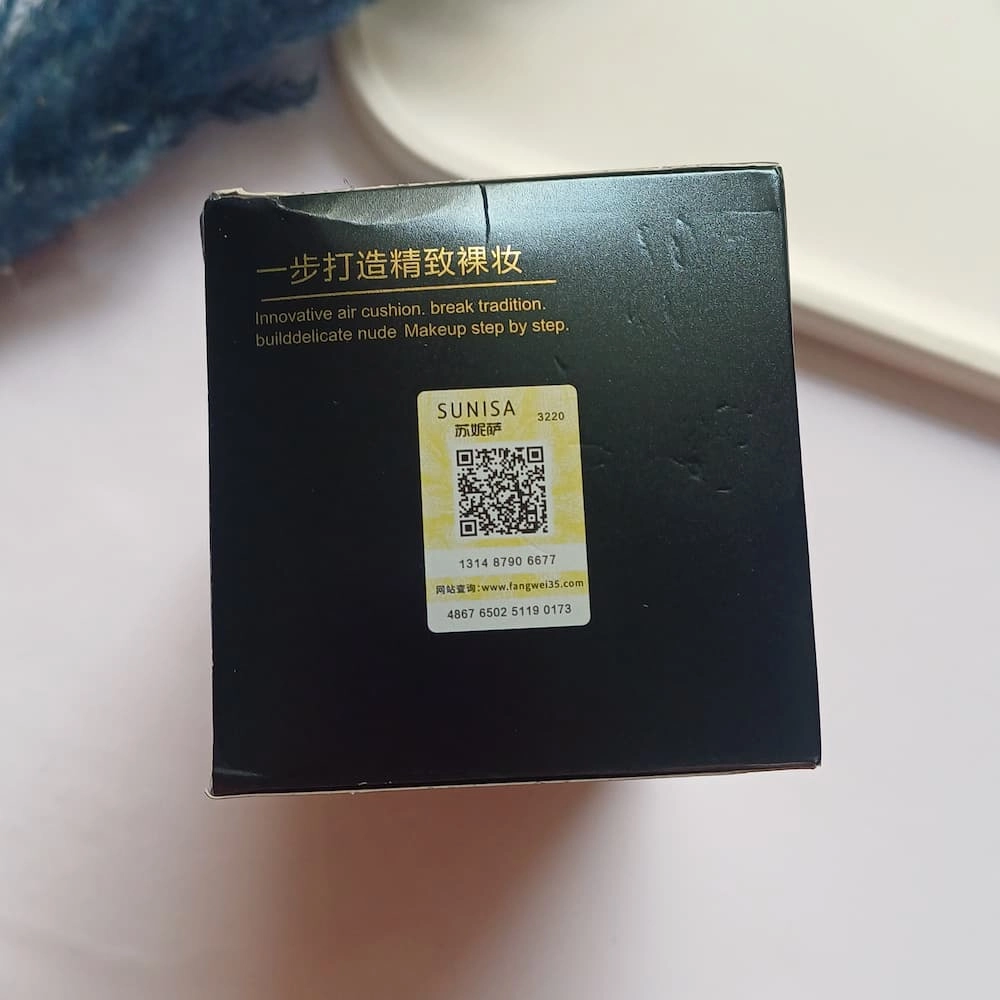 一步打造精致裸妆
Innovative air cushion. break tradition.
builddelicate nude Makeup step by step.
SUNISA 3220
苏妮萨
1314 8790 6677
网站查询:www.fangwei35.com
4867 6502 5119 0173